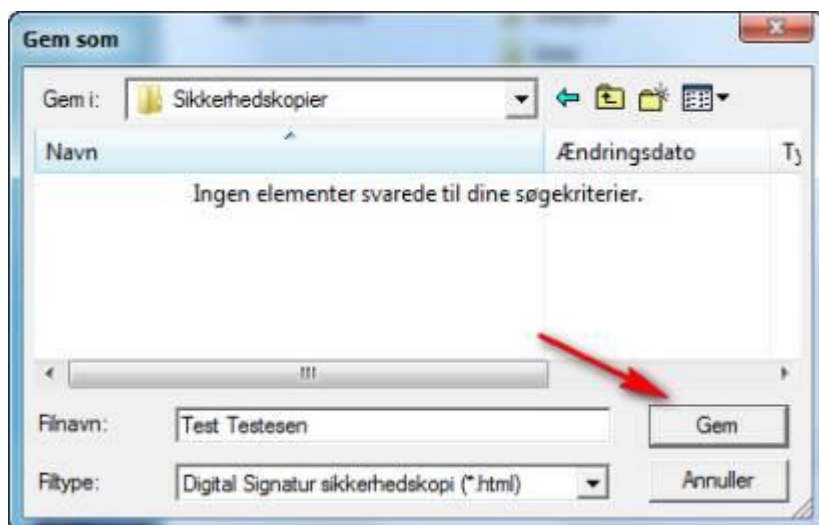 Gem som
Gem i: Sikkerhedskopier
Navn Ændringsdato Ty
Ingen elementer svarede til dine søgekriterier.
Filnavn: Test Testesen Gem
Filtype: Digital Signatur sikkerhedskopi (*.html) Annuller